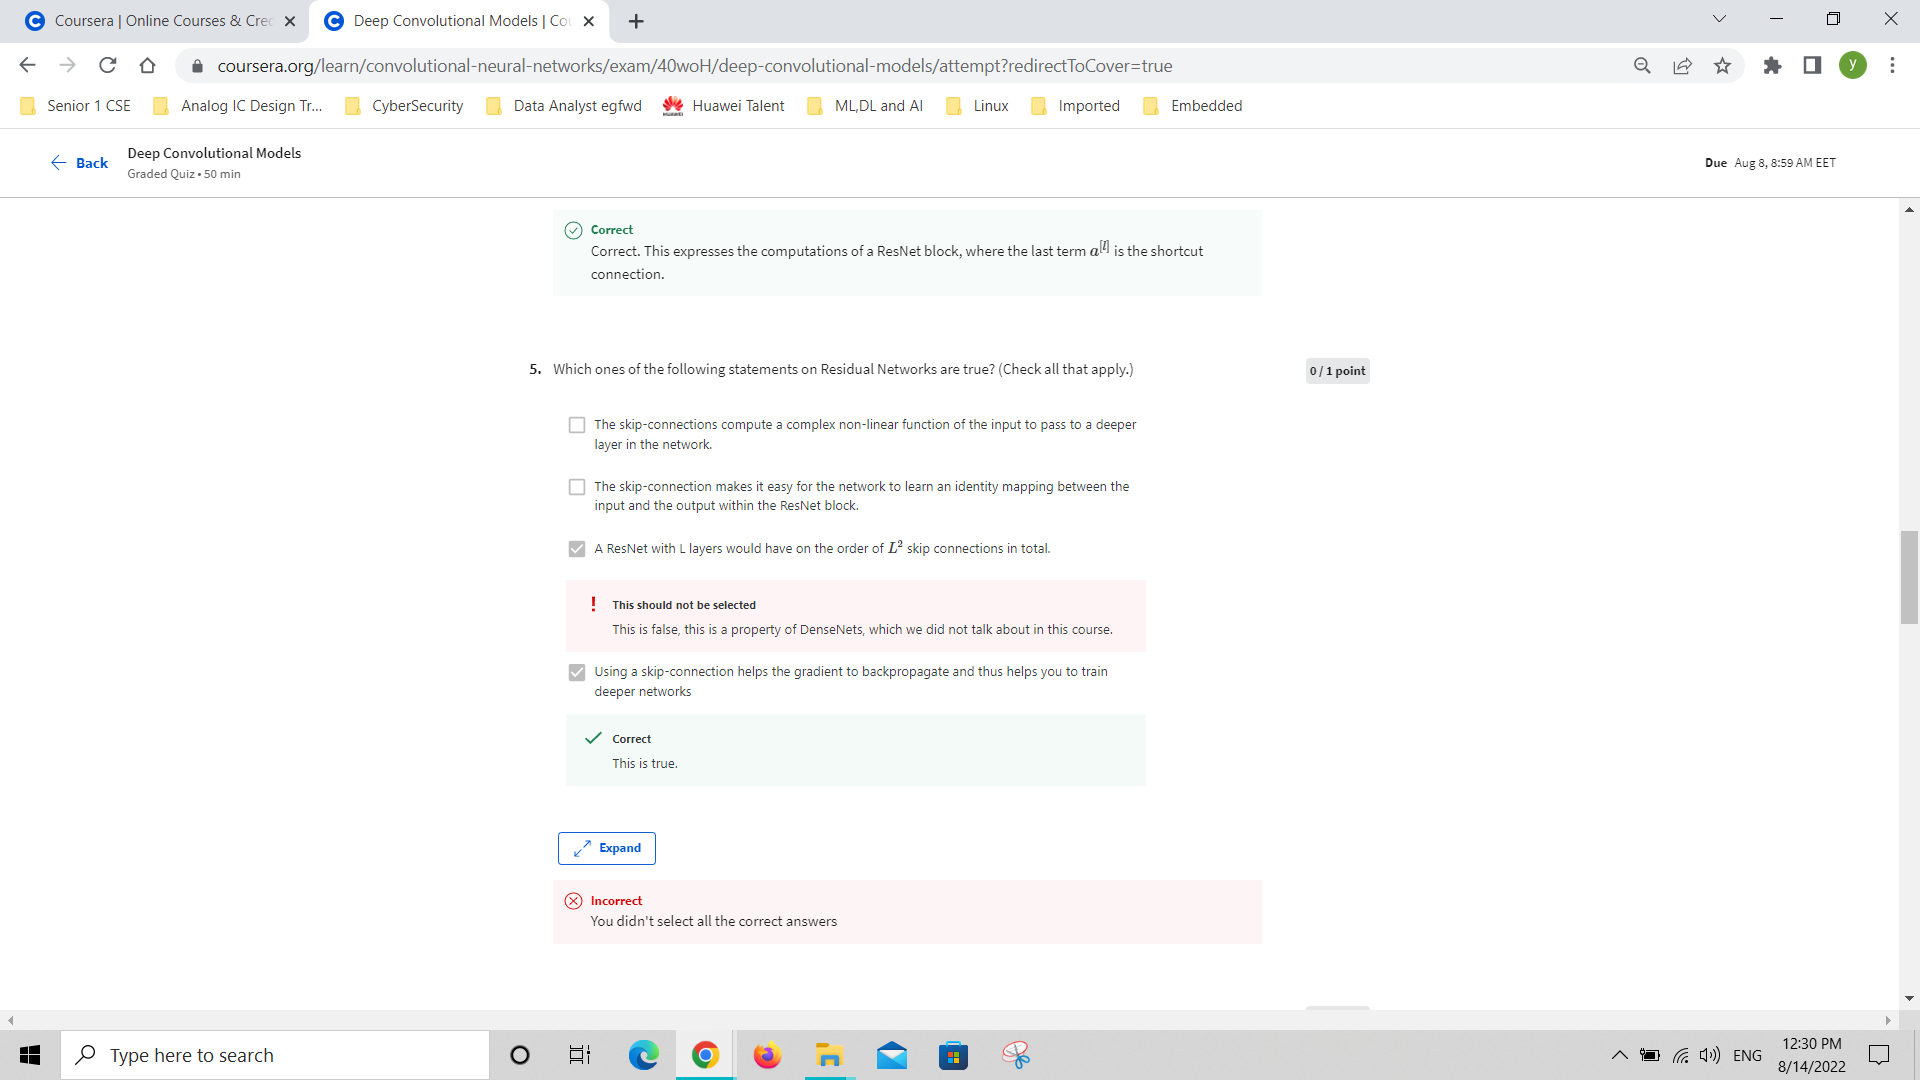 Coursera | Online Courses & Cre
Deep Convolutional Models | Co
coursera.org/learn/convolutional-neural-networks/exam/40woH/deep-convolutional-models/attempt?redirectToCover=true
y
Senior 1 CSE
Analog IC Design Tr...
CyberSecurity
Data Analyst egfwd
Huawei Talent
ML,DL and AI
Linux
Imported
Embedded
Back
Deep Convolutional Models
Graded Quiz • 50 min
Due Aug 8, 8:59 AM EET
Correct
Correct. This expresses the computations of a ResNet block, where the last term a^[l] is the shortcut
connection.
5. Which ones of the following statements on Residual Networks are true? (Check all that apply.)
0 / 1 point
The skip-connections compute a complex non-linear function of the input to pass to a deeper
layer in the network.
The skip-connection makes it easy for the network to learn an identity mapping between the
input and the output within the ResNet block.
A ResNet with L layers would have on the order of L² skip connections in total.
! This should not be selected
This is false, this is a property of DenseNets, which we did not talk about in this course.
Using a skip-connection helps the gradient to backpropagate and thus helps you to train
deeper networks
Correct
This is true.
Expand
Incorrect
You didn't select all the correct answers
Type here to search
ENG
12:30 PM
8/14/2022